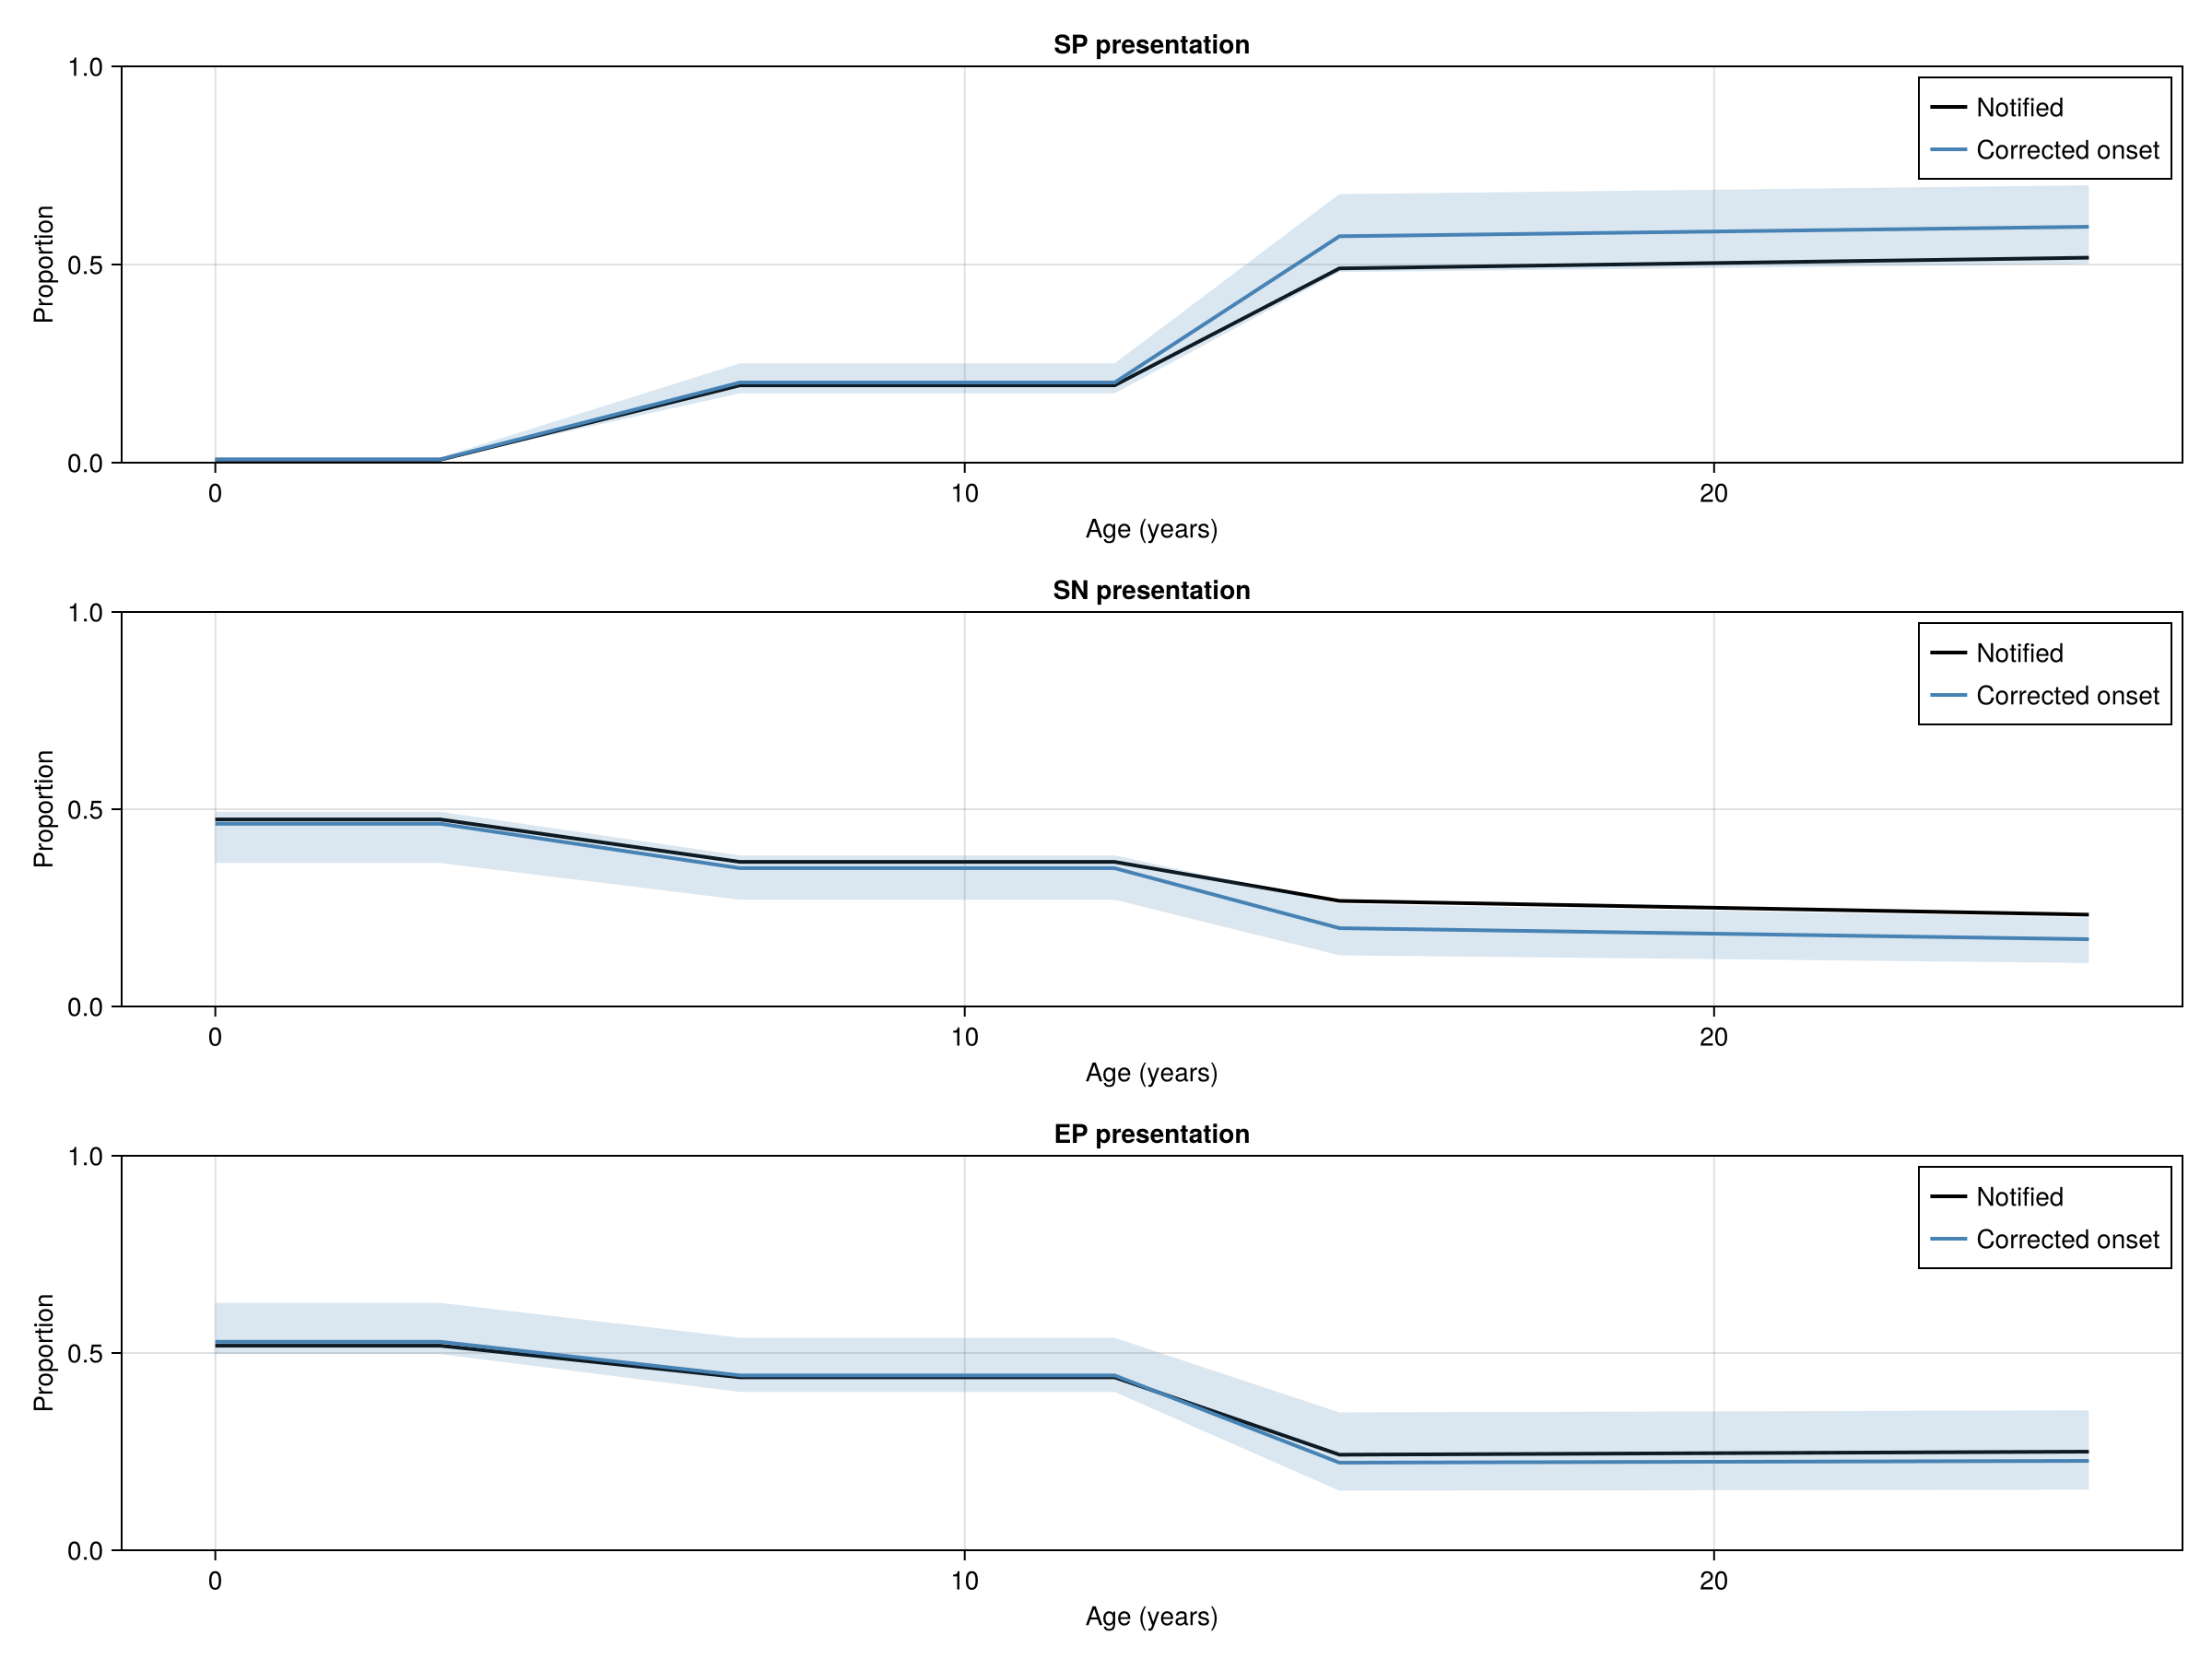 SP presentation
1.0
Notified
Corrected onset
Proportion
0.5
0.0
0
10
20
Age (years)
SN presentation
1.0
Notified
Corrected onset
Proportion
0.5
0.0
0
10
20
Age (years)
EP presentation
1.0
Notified
Corrected onset
Proportion
0.5
0.0
0
10
20
Age (years)